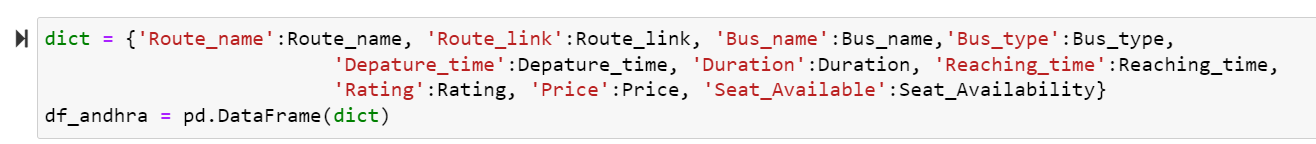 dict = {'Route_name':Route_name, 'Route_link':Route_link, 'Bus_name':Bus_name,'Bus_type':Bus_type,
'Depature_time':Depature_time, 'Duration':Duration, 'Reaching_time':Reaching_time,
'Rating':Rating, 'Price':Price, 'Seat_Available':Seat_Availability}
df_andhra = pd.DataFrame(dict)